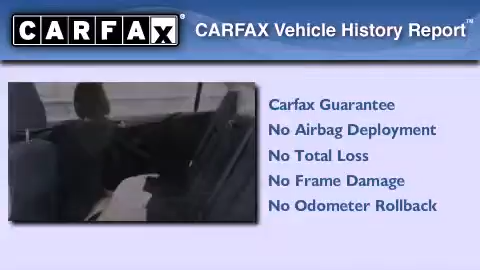 CARFAX® CARFAX Vehicle History Report™
Carfax Guarantee
No Airbag Deployment
No Total Loss
No Frame Damage
No Odometer Rollback